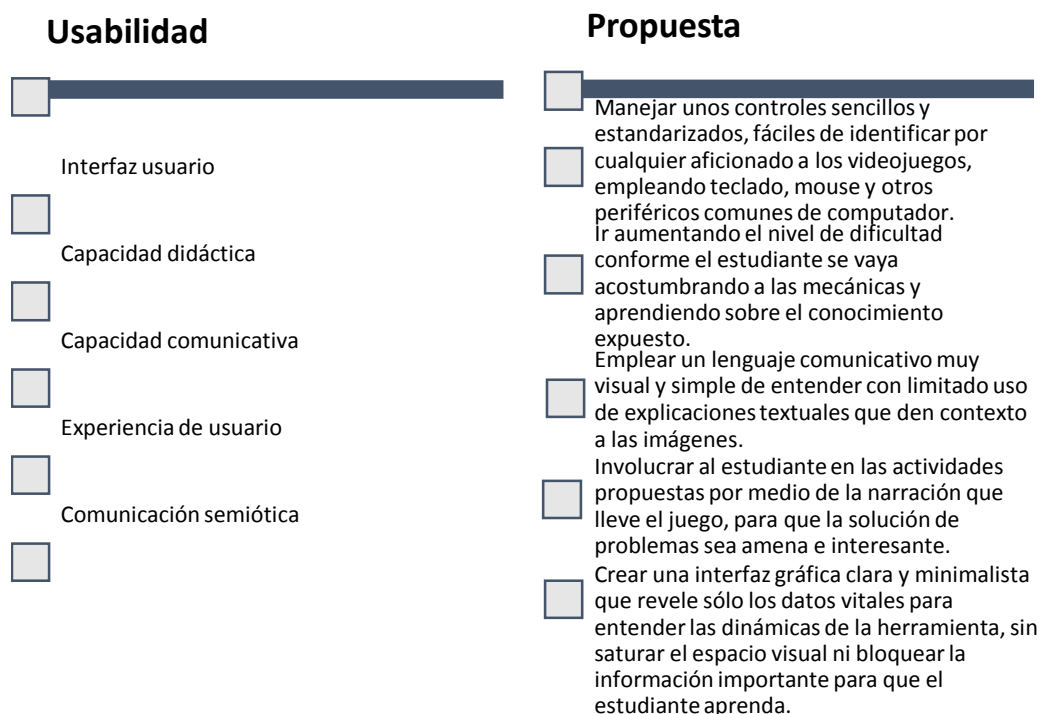 Usabilidad
Interfaz usuario
Capacidad didáctica
Capacidad comunicativa
Experiencia de usuario
Comunicación semiótica
Propuesta
Manejar unos controles sencillos y
estandarizados, fáciles de identificar por
cualquier aficionado a los videojuegos,
empleando teclado, mouse y otros
periféricos comunes de computador.
Ir aumentando el nivel de dificultad
conforme el estudiante se vaya
acostumbrando a las mecánicas y
aprendiendo sobre el conocimiento
expuesto.
Emplear un lenguaje comunicativo muy
visual y simple de entender con limitado uso
de explicaciones textuales que den contexto
a las imágenes.
Involucrar al estudiante en las actividades
propuestas por medio de la narración que
lleve el juego, para que la solución de
problemas sea amena e interesante.
Crear una interfaz gráfica clara y minimalista
que revele sólo los datos vitales para
entender las dinámicas de la herramienta, sin
saturar el espacio visual ni bloquear la
información importante para que el
estudiante aprenda.